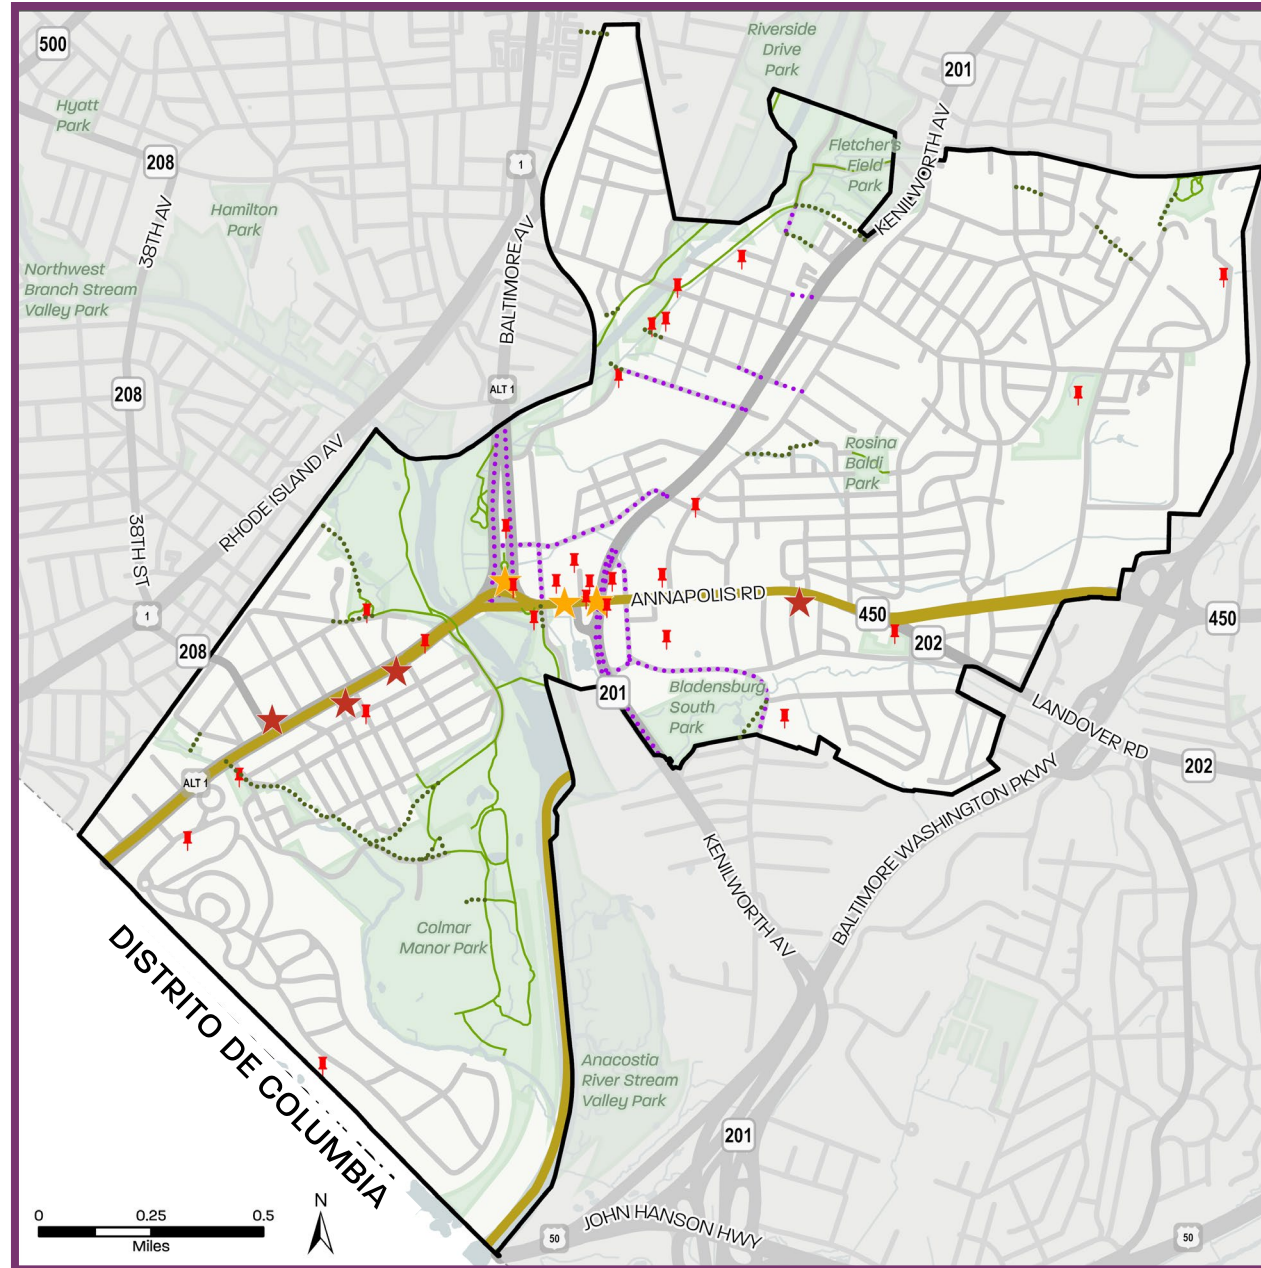 500
Riverside
Drive
Park
201
Hyatt
Park
208
1
Fletcher's
Field
Park
KENILWORTH AV
38TH AV
Hamilton
Park
BALTIMORE AV
Northwest
Branch Stream
Valley Park
208
ALT 1
RHODE ISLAND AV
Rosina
Baldi
Park
38TH ST
ANNAPOLIS RD
450
450
1
202
208
201
Bladensburg
South
Park
LANDOVER RD
202
ALT 1
BALTIMORE WASHINGTON PKWY
KENILWORTH AV
Colmar
Manor Park
DISTRITO DE COLUMBIA
Anacostia
River Stream
Valley Park
201
N
0 0.25 0.5
Miles
JOHN HANSON HWY
50
50